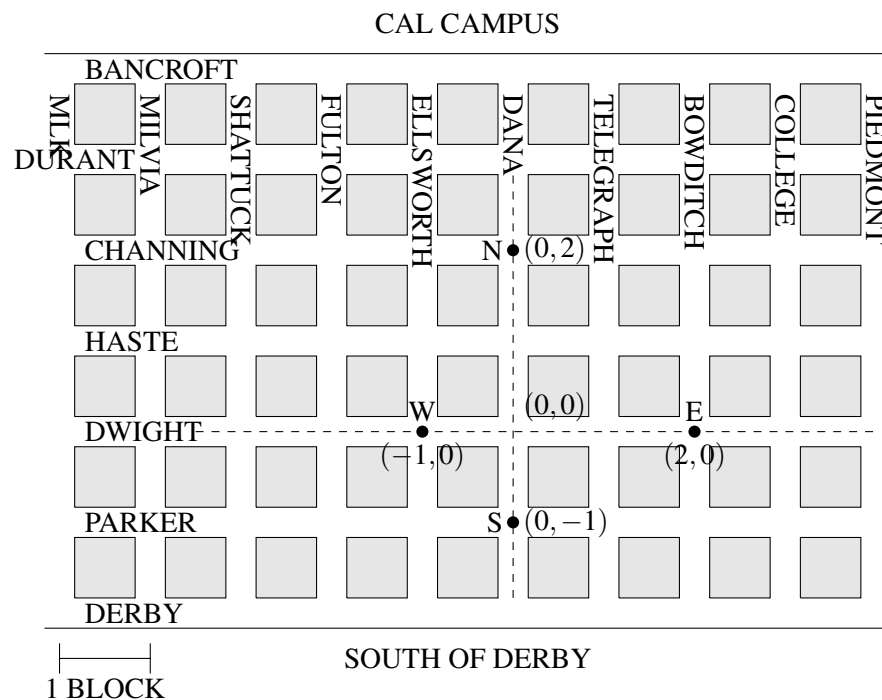 CAL CAMPUS
BANCROFT
MLK
MILVIA
SHATTUCK
FULTON
ELLSWORTH
DANA
TELEGRAPH
BOWDITCH
COLLEGE
PIEDMONT
DURANT
CHANNING
N (0,2)
HASTE
W
(0,0)
E
DWIGHT
(−1,0)
(2,0)
PARKER
S (0,−1)
DERBY
SOUTH OF DERBY
1 BLOCK